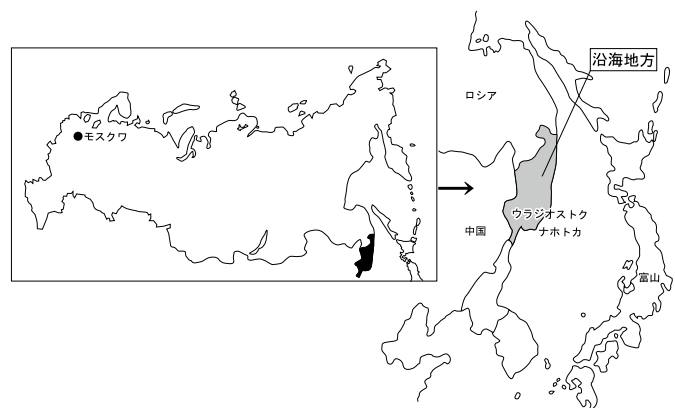 モスクワ
沿海地方
ロシア
ウラジオストク
中国
ナホトカ
富山